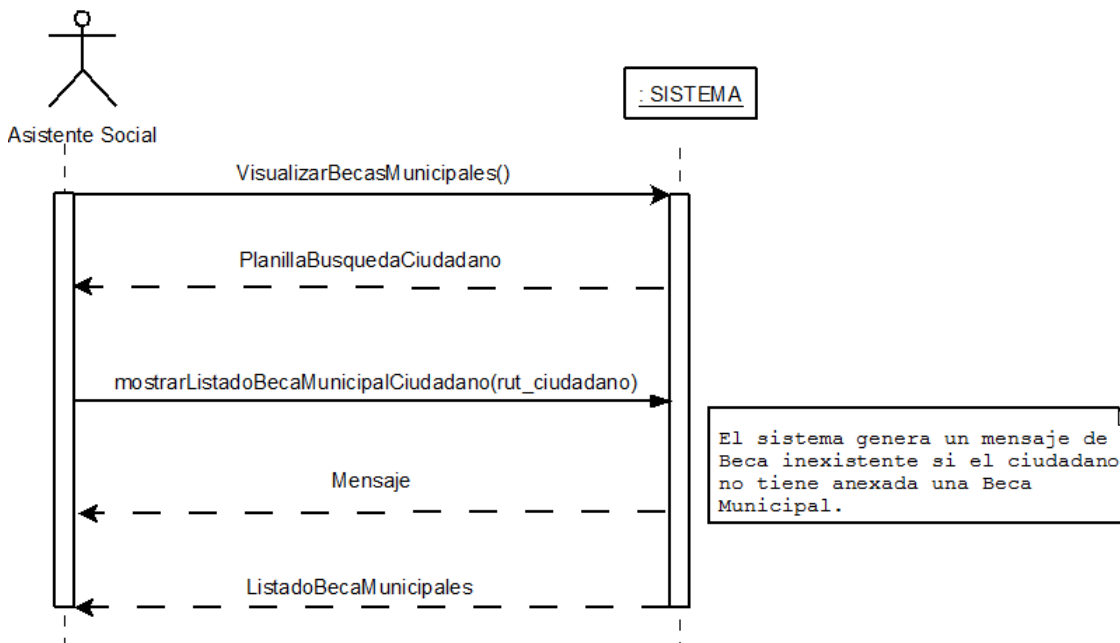 Asistente Social
: SISTEMA
VisualizarBecasMunicipales()
PlanillaBusquedaCiudadano
mostrarListadoBecaMunicipalCiudadano(rut_ciudadano)
El sistema genera un mensaje de
Beca inexistente si el ciudadano
no tiene anexada una Beca
Municipal.
Mensaje
ListadoBecaMunicipales